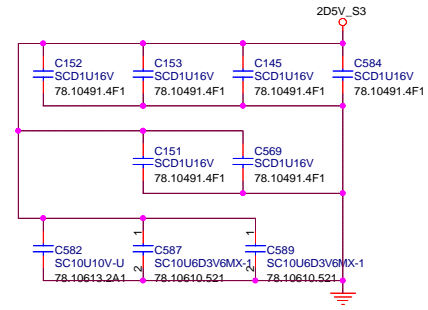 2D5V_S3
C152
SCD1U16V
78.10491.4F1
C153
SCD1U16V
78.10491.4F1
C145
SCD1U16V
78.10491.4F1
C584
SCD1U16V
78.10491.4F1
C151
SCD1U16V
78.10491.4F1
C569
SCD1U16V
78.10491.4F1
C582
SC10U10V-U
78.10613.2A1
1
C587
SC10U6D3V6MX-1
2
78.10610.521
1
C589
SC10U6D3V6MX-1
2
78.10610.521